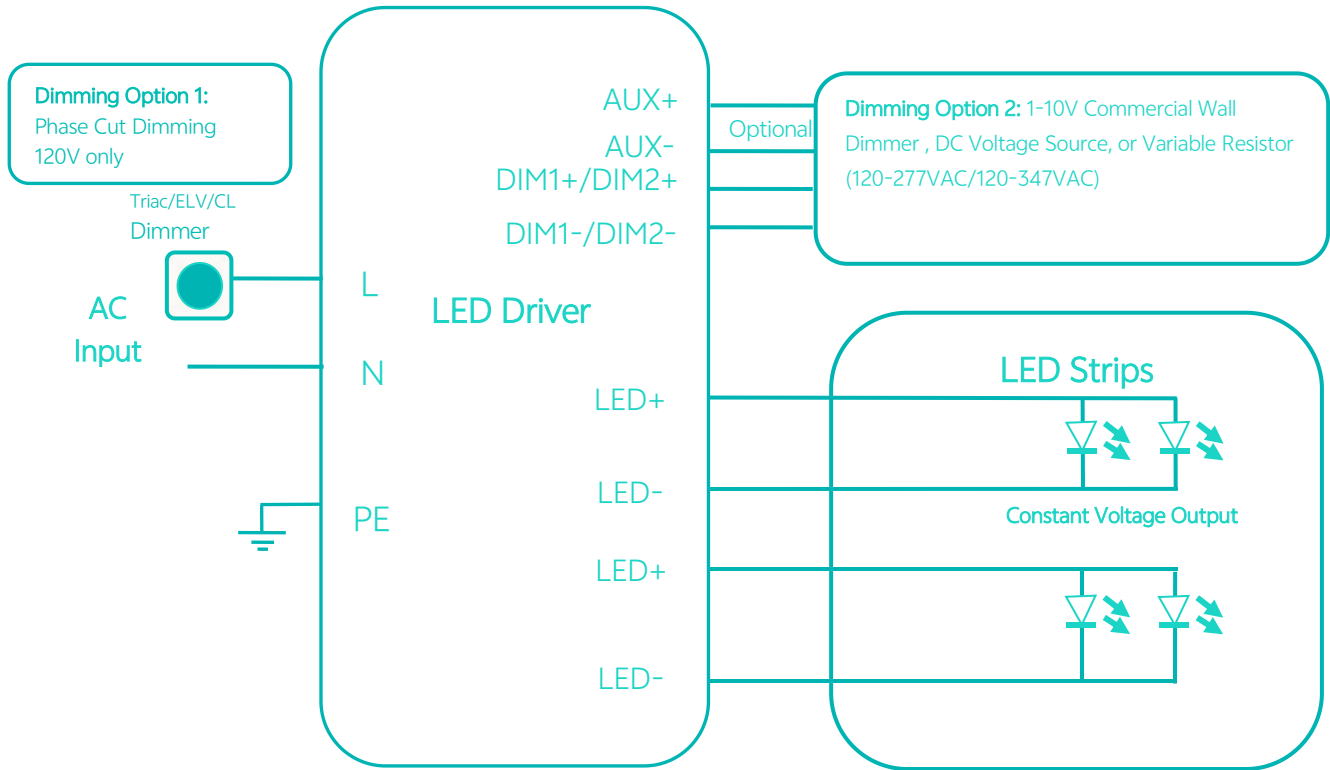 Dimming Option 1:
Phase Cut Dimming
120V only
Triac/ELV/CL
Dimmer
AC
Input
L
N
PE
LED Driver
AUX+
AUX-
DIM1+/DIM2+
DIM1-/DIM2-
LED+
LED-
LED+
LED-
Optional
Dimming Option 2: 1-10V Commercial Wall
Dimmer , DC Voltage Source, or Variable Resistor
(120-277VAC/120-347VAC)
LED Strips
Constant Voltage Output